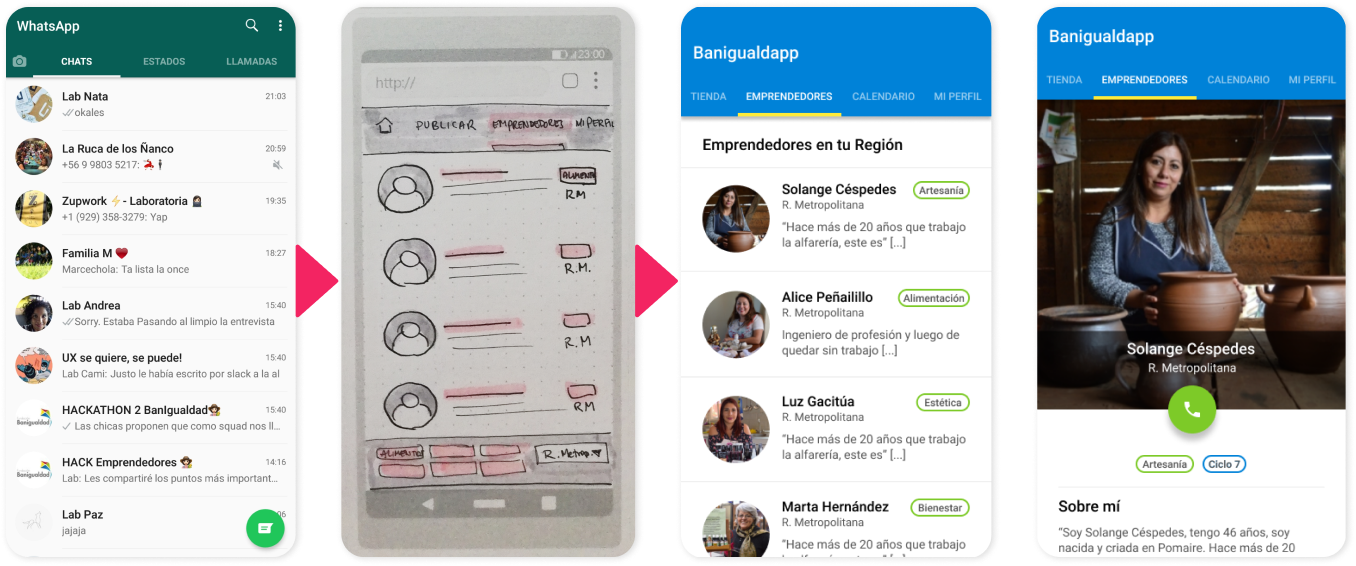 WhatsApp
CHATS ESTADOS LLAMADAS
Lab Nata 21:03
okales
La Ruca de los Ñanco 20:59
+56 9 9803 5217:
Zupwork ⚡- Laboratoria 19:35
+1 (929) 358-3279: Yap
Familia M ❤ 18:27
Marcechola: Ta lista la once
Lab Andrea 15:40
Sorry. Estaba Pasando al limpio la entrevista
UX se quiere, se puede! 15:40
Lab Cami: Justo le había escrito por slack a la al
Banigualdad
HACKATHON 2 BanIgualdad 15:40
Las chicas proponen que como squad nos ll...
Banigualdad
HACK Emprendedores 14:16
Lab: Les compartiré los puntos más important...
Lab Paz
jajaja
23:00
http://
PUBLICAR EMPRENDEDORES MI PERFIL
ALIMENTA
RM
R.M.
R.M
RM
ALIMENTOS R. Metrop.
Banigualdapp
TIENDA EMPRENDEDORES CALENDARIO MI PERFIL
Emprendedores en tu Región
Solange Céspedes Artesanía
R. Metropolitana
“Hace más de 20 años que trabajo
la alfarería, este es” [...]
Alice Peñailillo Alimentación
R. Metropolitana
Ingeniero de profesión y luego de
quedar sin trabajo [...]
Luz Gacitúa Estética
R. Metropolitana
“Hace más de 20 años que trabajo
la alfarería, este es” [...]
Marta Hernández Bienestar
R. Metropolitana
“Hace más de 20 años que trabajo
Banigualdapp
TIENDA EMPRENDEDORES CALENDARIO MI PERFIL
Solange Céspedes
R. Metropolitana
Artesanía Ciclo 7
Sobre mí
“Soy Solange Céspedes, tengo 46 años, soy
nacida y criada en Pomaire. Hace más de 20